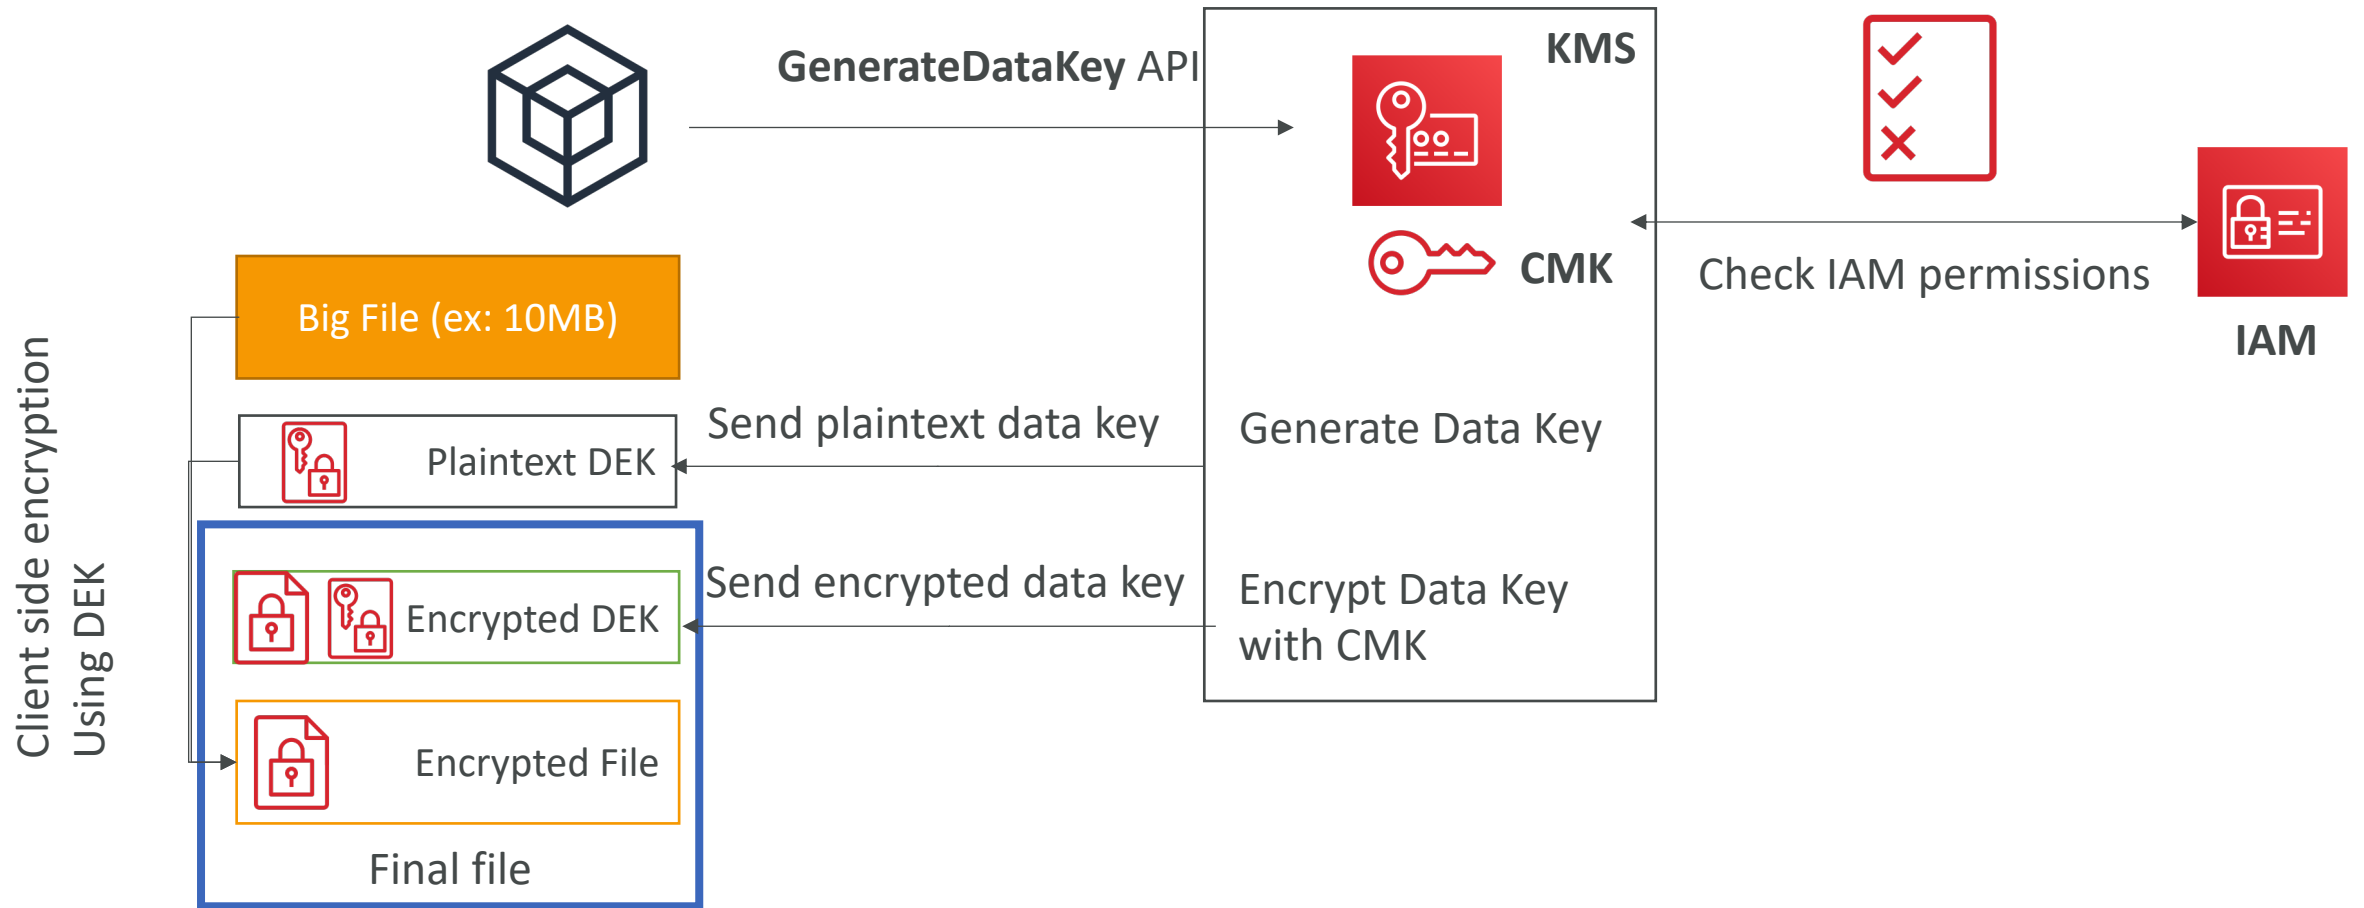 GenerateDataKey API
KMS
CMK
Check IAM permissions
IAM
Big File (ex: 10MB)
Client side encryption
Using DEK
Send plaintext data key
Generate Data Key
Plaintext DEK
Send encrypted data key
Encrypt Data Key
with CMK
Encrypted DEK
Encrypted File
Final file